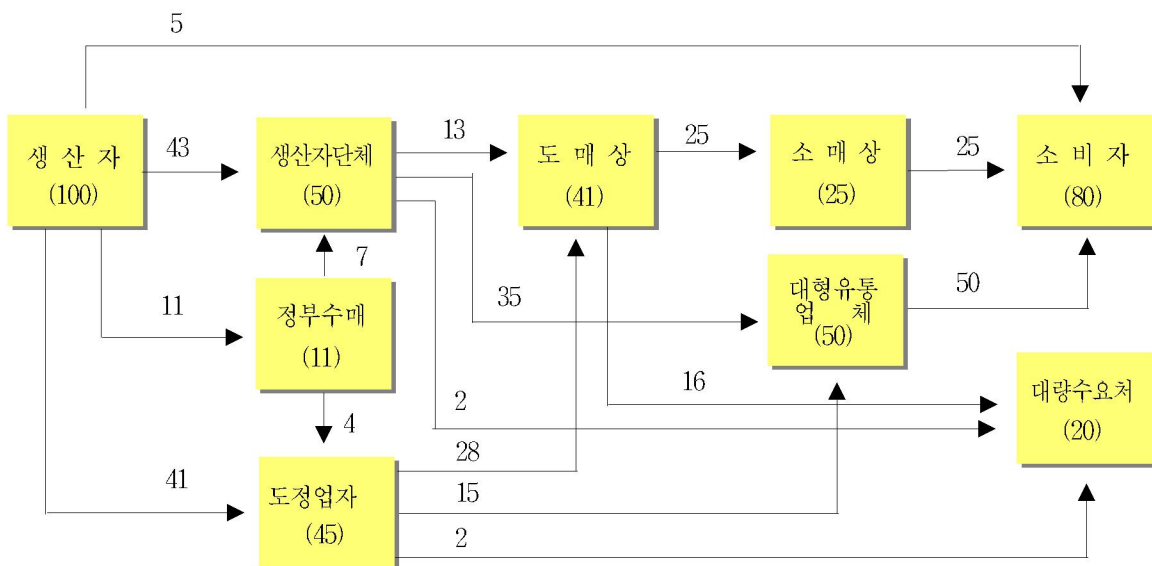 5
생 산 자
(100)
43
생산자단체
(50)
13
도 매 상
(41)
25
소 매 상
(25)
25
소 비 자
(80)
7
11
정부수매
(11)
35
대형유통
업 체
(50)
50
4
2
16
대량수요처
(20)
41
도정업자
(45)
28
15
2